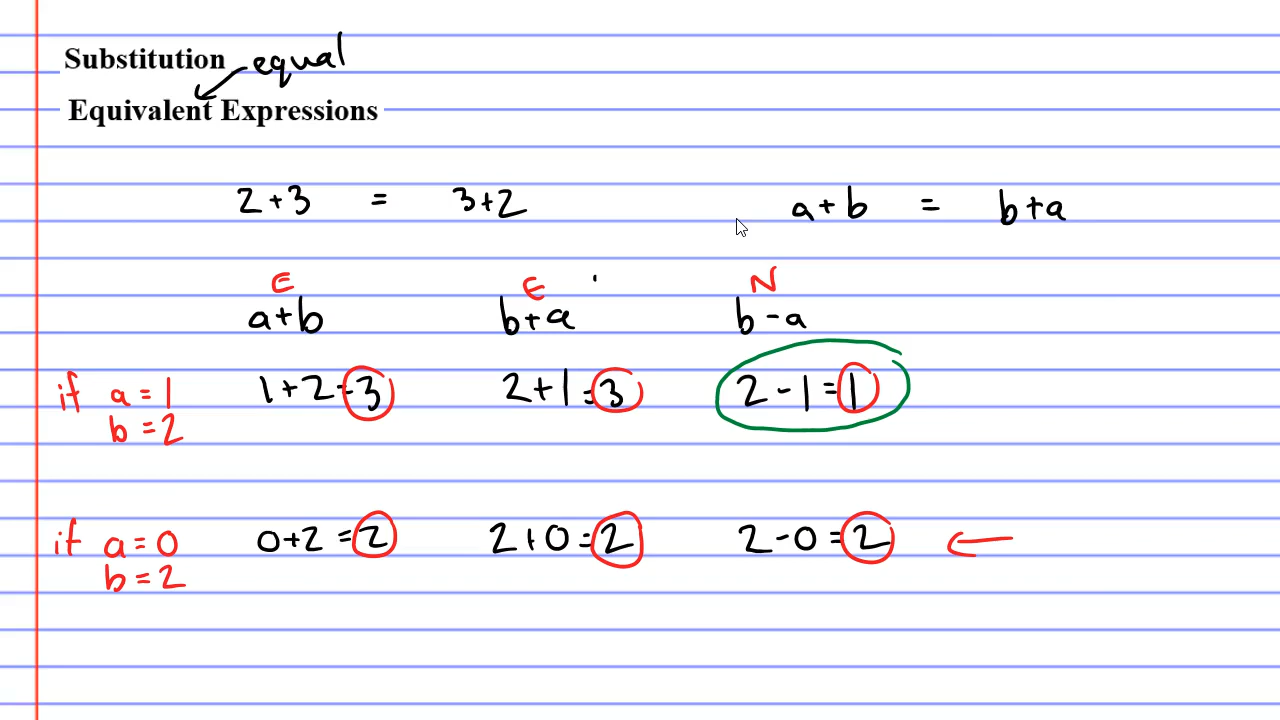 Substitution equal
Equivalent Expressions
2+3 = 3+2 a+b = b+a
E E N
a+b b+a b-a
if a=1 1+2=3 2+1=3 2-1=1
b=2
if a=0 0+2=2 2+0=2 2-0=2
b=2